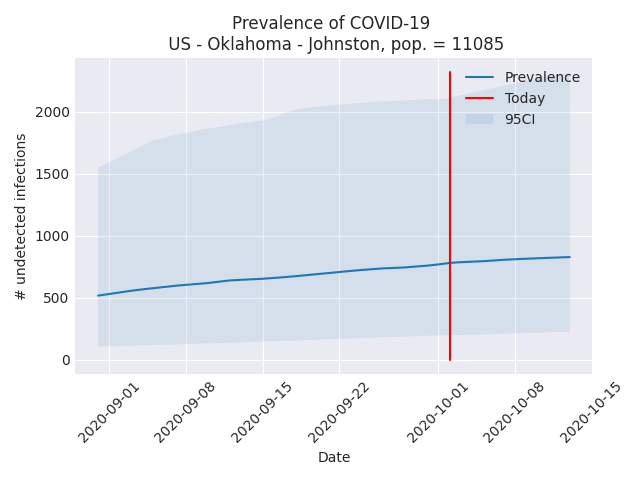 Prevalence of COVID-19
US - Oklahoma - Johnston, pop. = 11085
Prevalence
Today
95CI
2000
1500
1000
500
0
# undetected infections
2020-09-01
2020-09-08
2020-09-15
2020-09-22
2020-10-01
2020-10-08
2020-10-15
Date